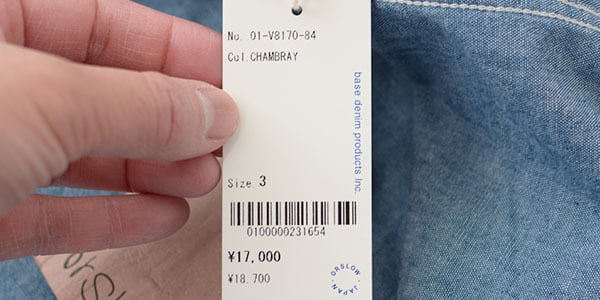 No. 01-V8170-84
Col.CHAMBRAY
base denim products Inc.
Size 3
0100000231654
¥17,000
¥18,700
ORSLOW JAPAN
orSl